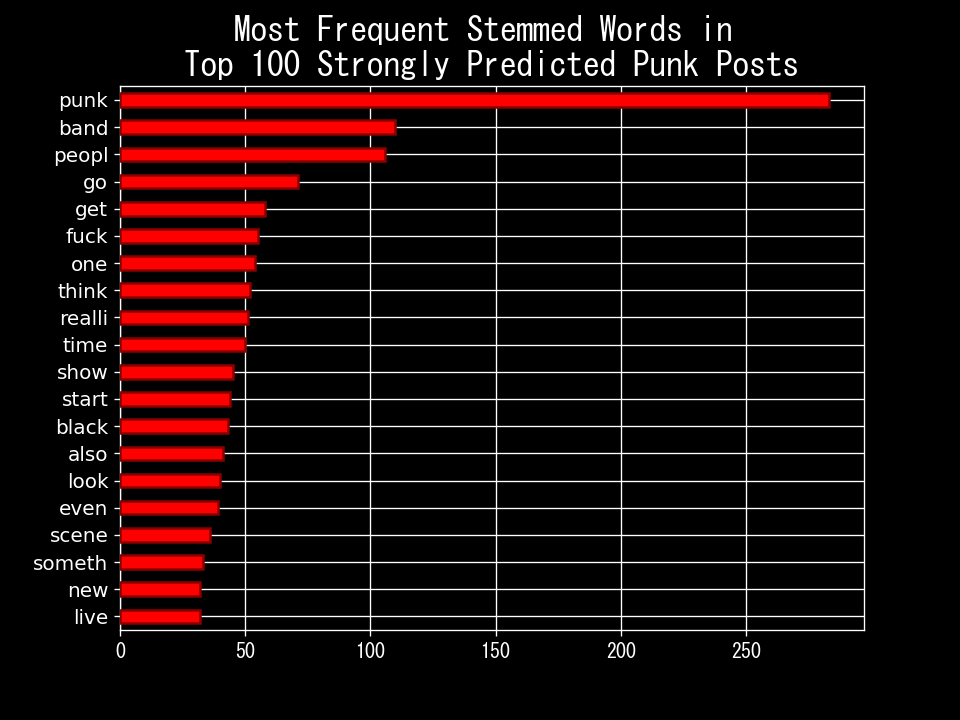 Most Frequent Stemmed Words in
Top 100 Strongly Predicted Punk Posts
punk
band
peopl
go
get
fuck
one
think
realli
time
show
start
black
also
look
even
scene
someth
new
live
0 50 100 150 200 250